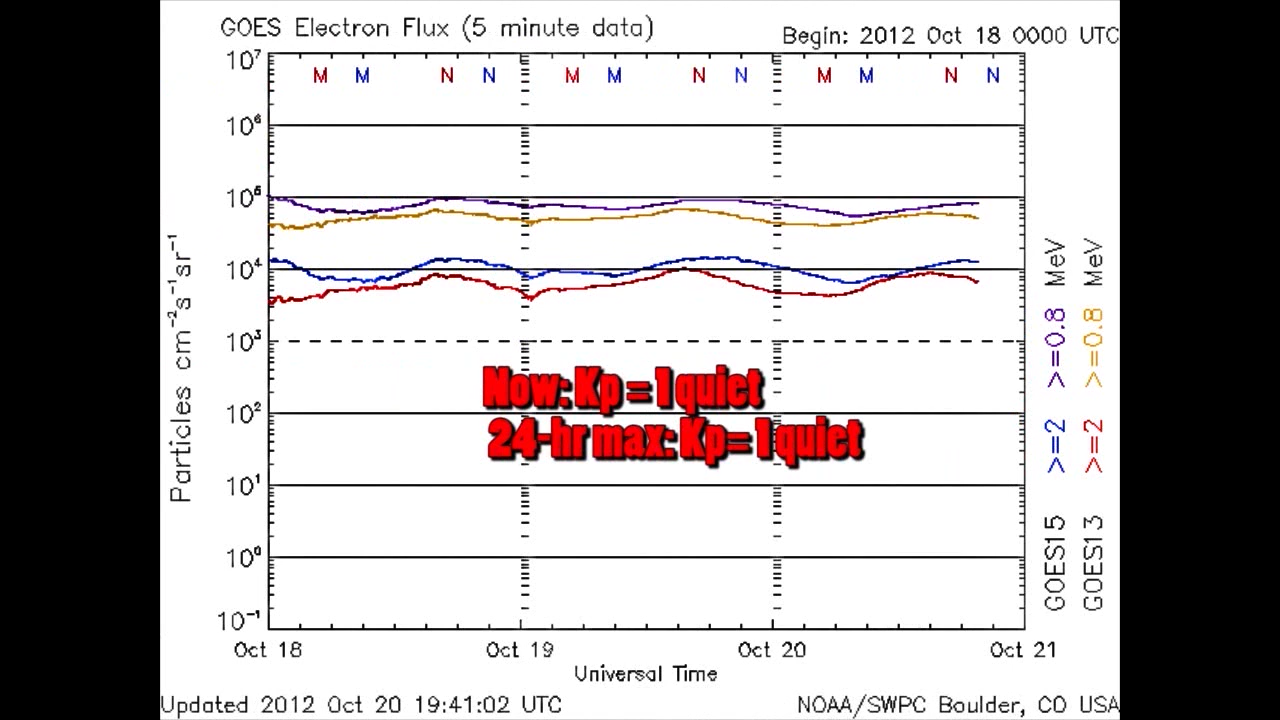 GOES Electron Flux (5 minute data)
Begin: 2012 Oct 18 0000 UTC
M M N N M M N N M M N N
10⁷
10⁶
10⁵
10⁴
10³
10²
10¹
10⁰
10⁻¹
Particles cm⁻²s⁻¹sr⁻¹
Now: Kp = 1 quiet
24-hr max: Kp = 1 quiet
Oct 18 Oct 19 Oct 20 Oct 21
Universal Time
GOES15 >=2 >=0.8 MeV
GOES13 >=2 >=0.8 MeV
Updated 2012 Oct 20 19:41:02 UTC
NOAA/SWPC Boulder, CO USA